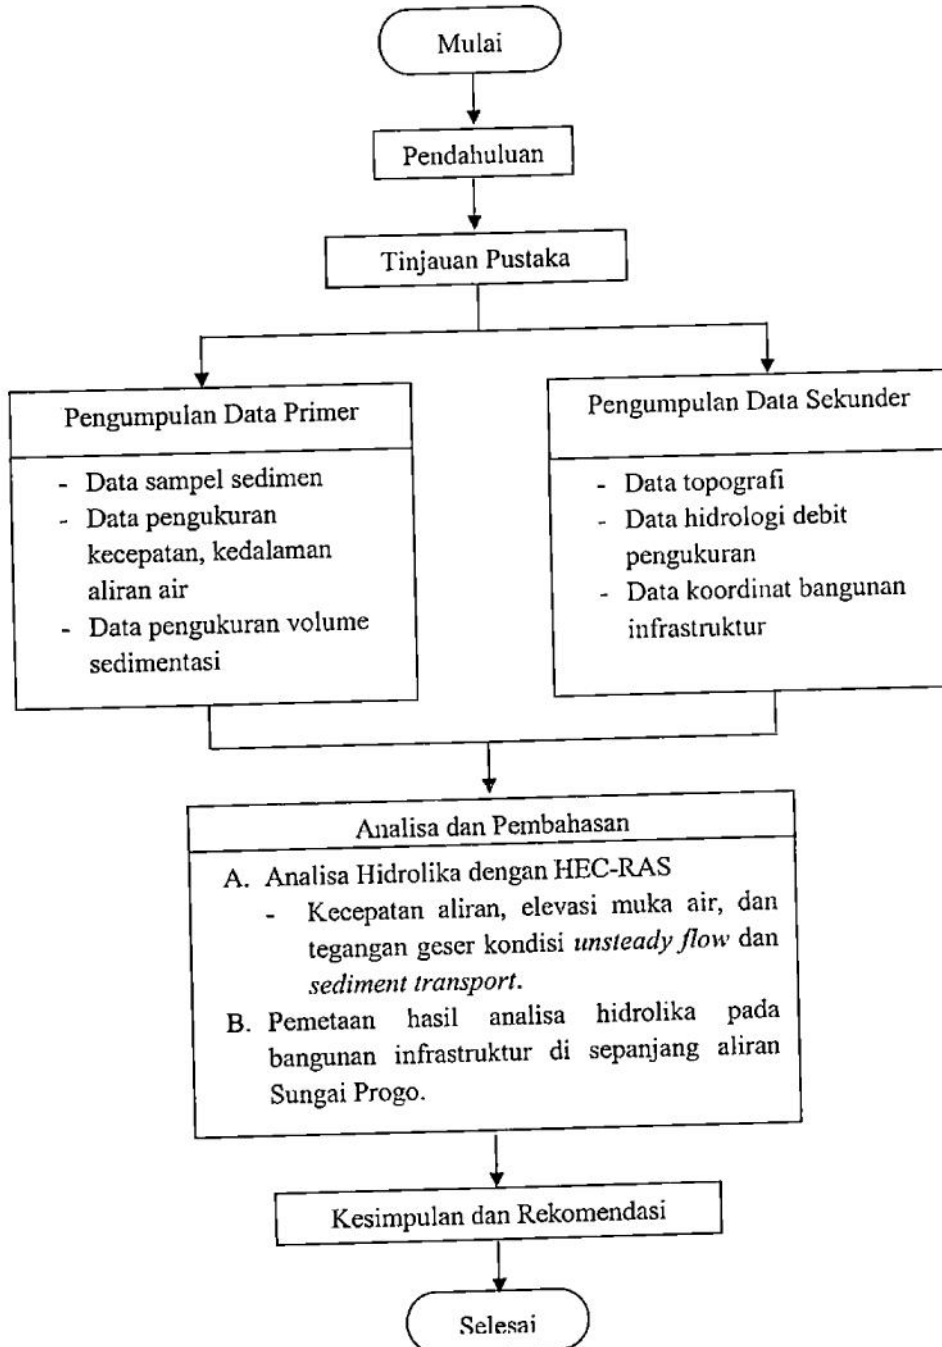 Mulai
Pendahuluan
Tinjauan Pustaka
Pengumpulan Data Primer
- Data sampel sedimen
- Data pengukuran
kecepatan, kedalaman
aliran air
- Data pengukuran volume
sedimentasi
Pengumpulan Data Sekunder
- Data topografi
- Data hidrologi debit
pengukuran
- Data koordinat bangunan
infrastruktur
Analisa dan Pembahasan
A. Analisa Hidrolika dengan HEC-RAS
- Kecepatan aliran, elevasi muka air, dan
tegangan geser kondisi unsteady flow dan
sediment transport.
B. Pemetaan hasil analisa hidrolika pada
bangunan infrastruktur di sepanjang aliran
Sungai Progo.
Kesimpulan dan Rekomendasi
Selesai